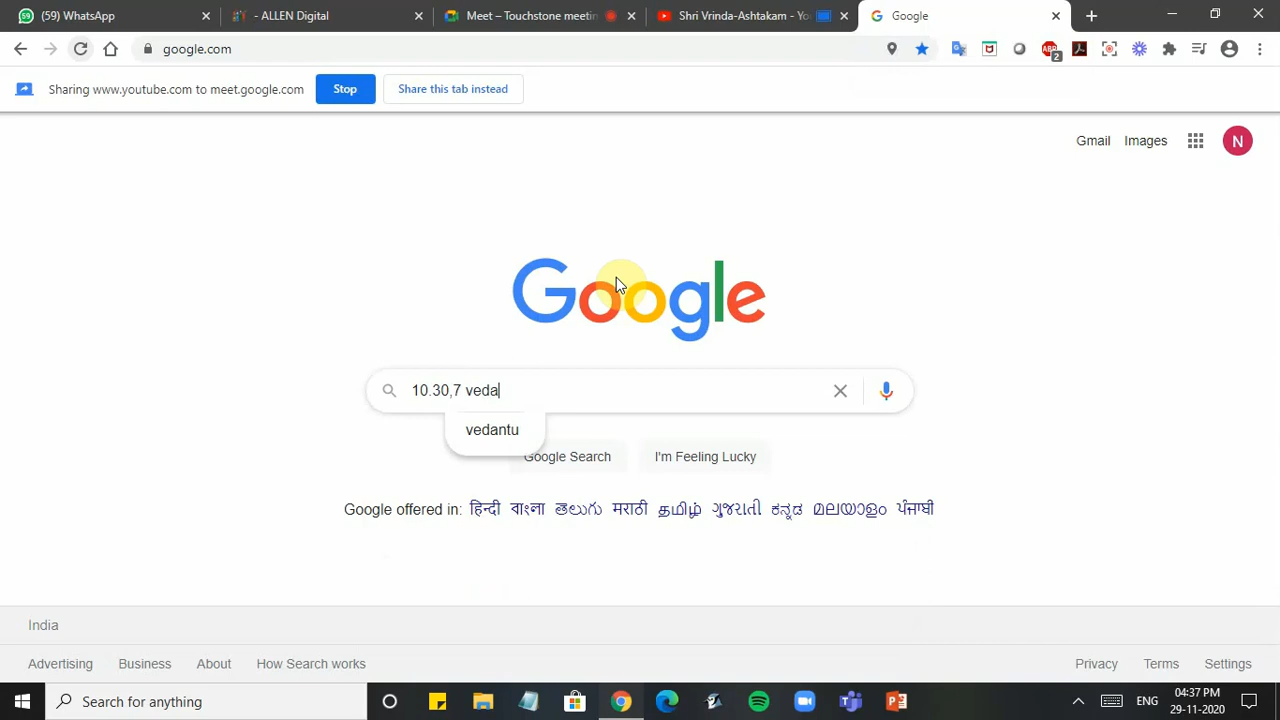 (59) WhatsApp
- ALLEN Digital
Meet – Touchstone meetin
Shri Vrinda-Ashtakam - Yo
Google
google.com
2
Sharing www.youtube.com to meet.google.com
Stop
Share this tab instead
Gmail
Images
N
Google
10.30,7 veda
vedantu
Google Search
I'm Feeling Lucky
Google offered in: हिन्दी বাংলা తెలుగు मराठी தமிழ் ગુજરાતી ಕನ್ನಡ മലയാളം ਪੰਜਾਬੀ
India
Advertising
Business
About
How Search works
Privacy
Terms
Settings
Search for anything
ENG
04:37 PM
29-11-2020